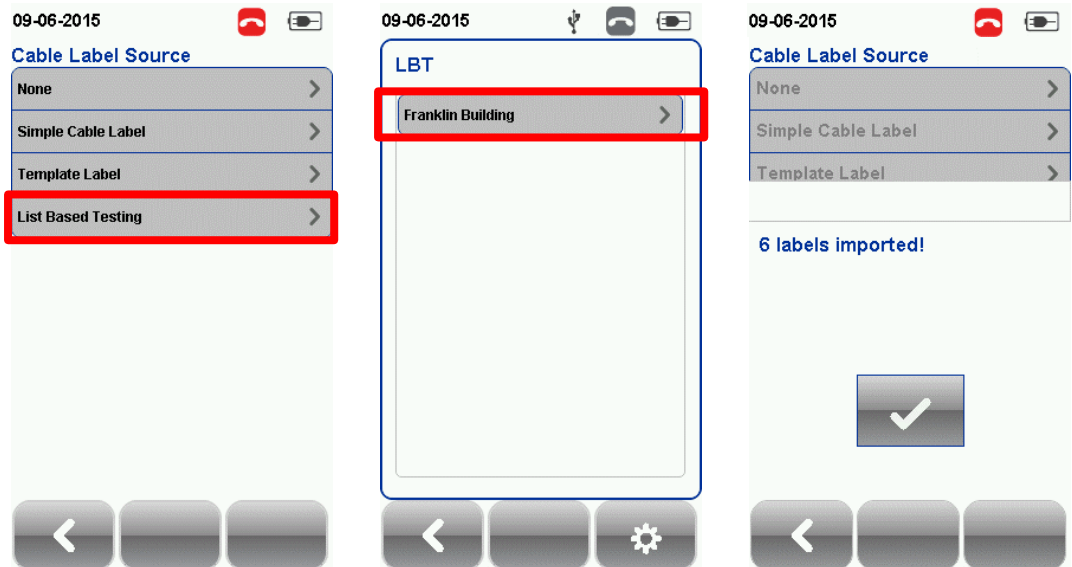 09-06-2015
Cable Label Source
None
Simple Cable Label
Template Label
List Based Testing
09-06-2015
LBT
Franklin Building
09-06-2015
Cable Label Source
None
Simple Cable Label
Template Label
6 labels imported!